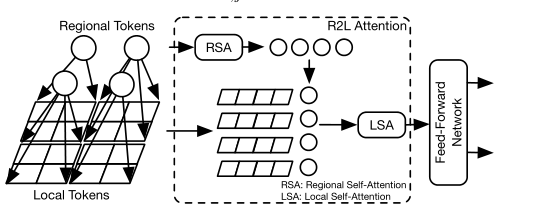 Regional Tokens
R2L Attention
RSA
LSA
Feed-Forward
Network
Local Tokens
RSA: Regional Self-Attention
LSA: Local Self-Attention